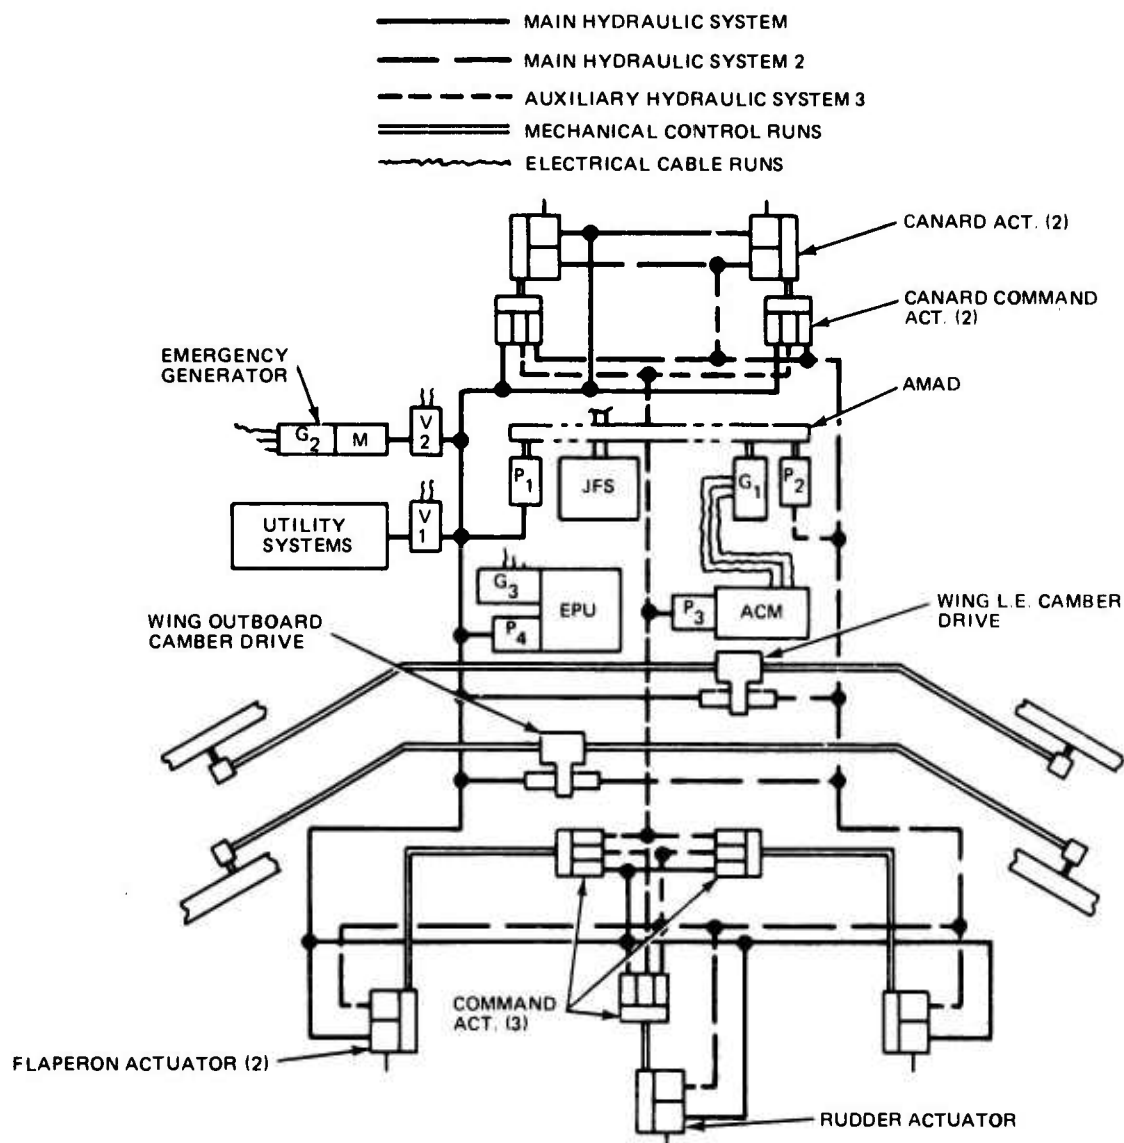 MAIN HYDRAULIC SYSTEM
MAIN HYDRAULIC SYSTEM 2
AUXILIARY HYDRAULIC SYSTEM 3
MECHANICAL CONTROL RUNS
ELECTRICAL CABLE RUNS
CANARD ACT. (2)
CANARD COMMAND
ACT. (2)
EMERGENCY
GENERATOR
AMAD
G2
M
V
2
P1
JFS
G1
P2
UTILITY
SYSTEMS
V
1
G3
EPU
P4
P3
ACM
WING OUTBOARD
CAMBER DRIVE
WING L.E. CAMBER
DRIVE
COMMAND
ACT. (3)
FLAPERON ACTUATOR (2)
RUDDER ACTUATOR